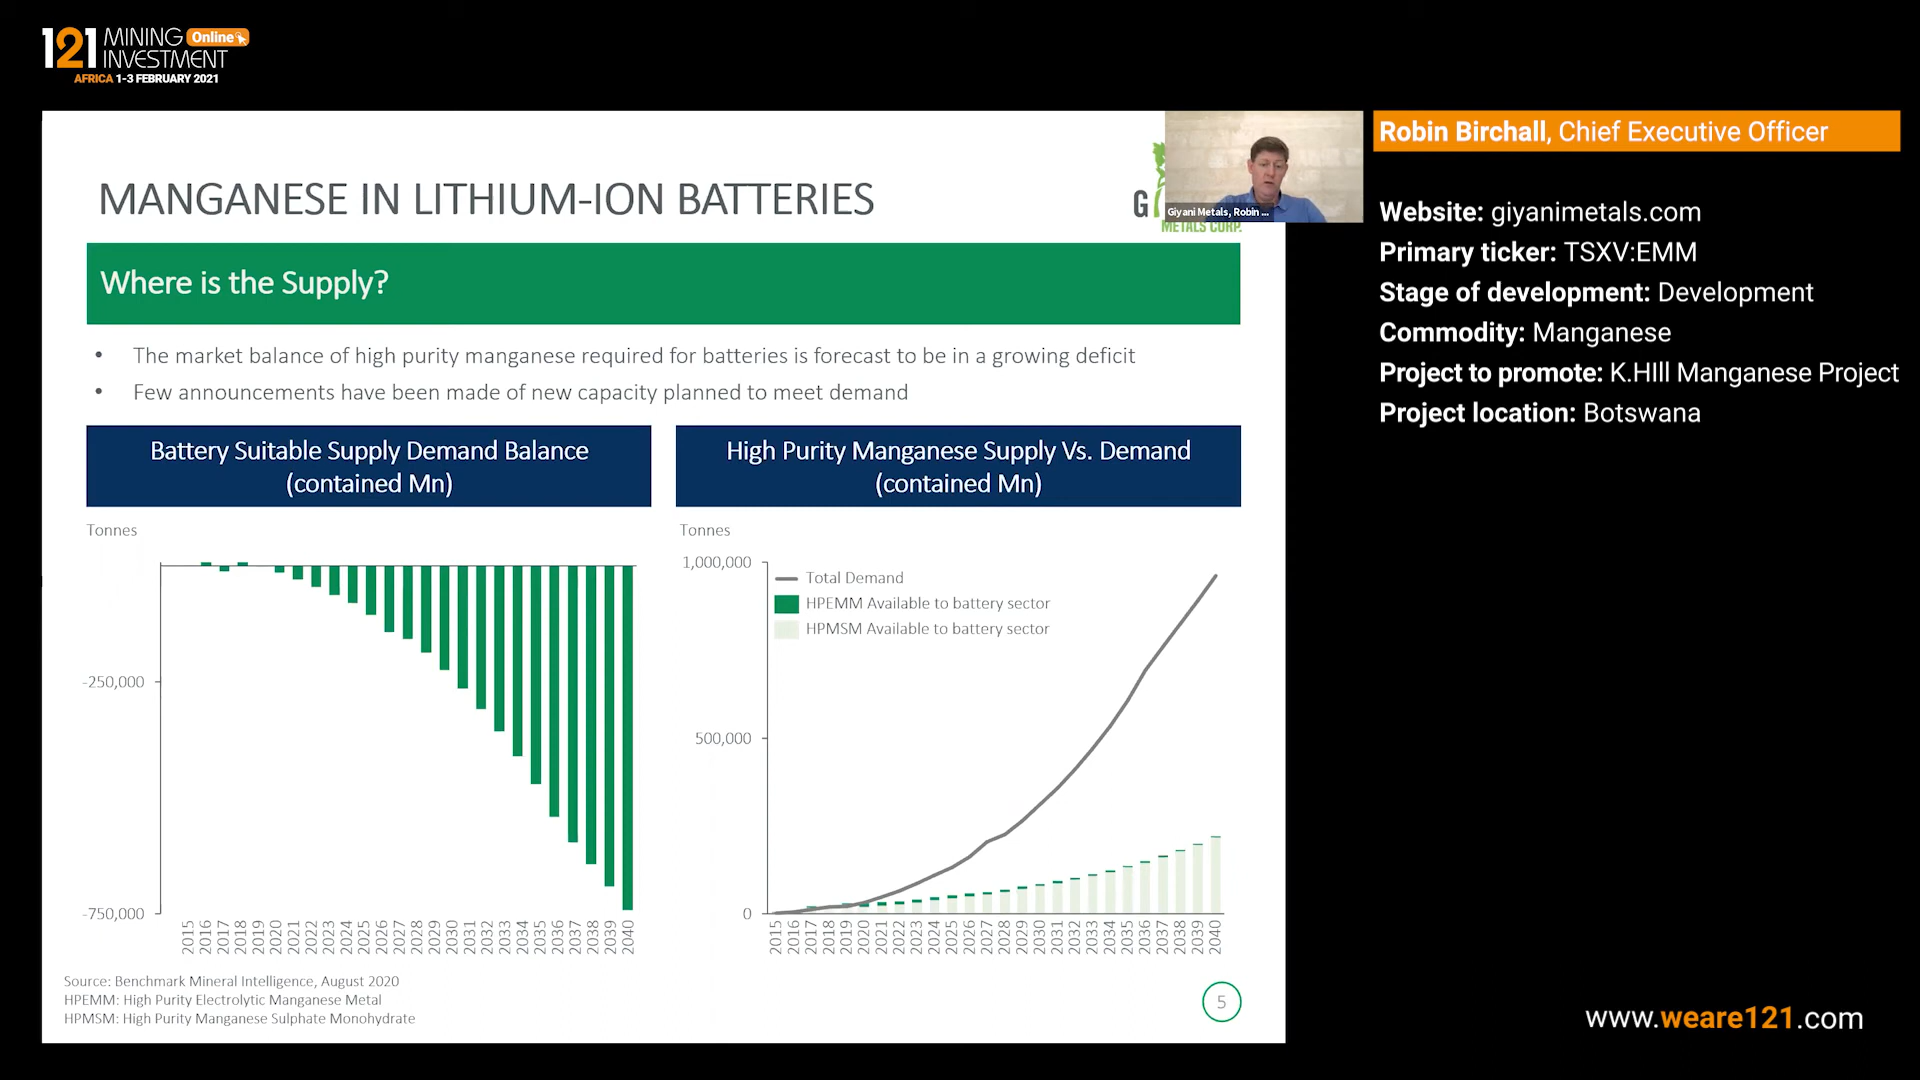 121 MINING Online
INVESTMENT
AFRICA 1-3 FEBRUARY 2021
MANGANESE IN LITHIUM-ION BATTERIES
G
METALS CORP.
Giyani Metals, Robin ...
Where is the Supply?
• The market balance of high purity manganese required for batteries is forecast to be in a growing deficit
• Few announcements have been made of new capacity planned to meet demand
Battery Suitable Supply Demand Balance
(contained Mn)
Tonnes
-250,000
-750,000
2015 2016 2017 2018 2019 2020 2021 2022 2023 2024 2025 2026 2027 2028 2029 2030 2031 2032 2033 2034 2035 2036 2037 2038 2039 2040
High Purity Manganese Supply Vs. Demand
(contained Mn)
Tonnes
1,000,000
500,000
0
Total Demand
HPEMM Available to battery sector
HPMSM Available to battery sector
2015 2016 2017 2018 2019 2020 2021 2022 2023 2024 2025 2026 2027 2028 2029 2030 2031 2032 2033 2034 2035 2036 2037 2038 2039 2040
Source: Benchmark Mineral Intelligence, August 2020
HPEMM: High Purity Electrolytic Manganese Metal
HPMSM: High Purity Manganese Sulphate Monohydrate
5
Robin Birchall, Chief Executive Officer
Website: giyanimetals.com
Primary ticker: TSXV:EMM
Stage of development: Development
Commodity: Manganese
Project to promote: K.HIll Manganese Project
Project location: Botswana
www.weare121.com